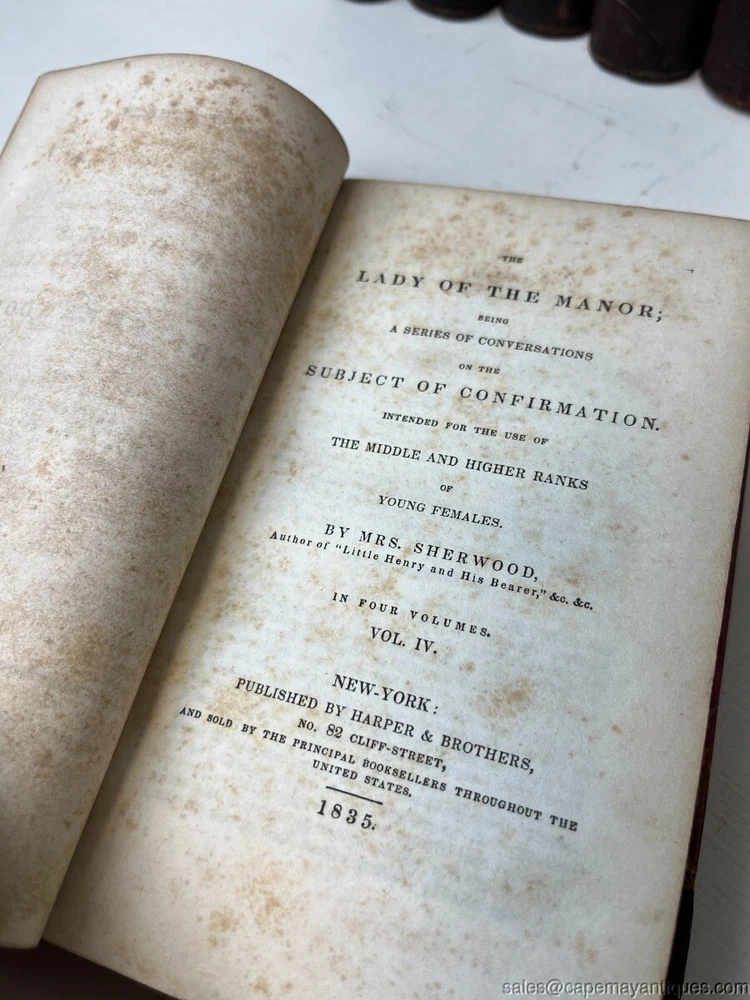 THE
LADY OF THE MANOR;
BEING
A SERIES OF CONVERSATIONS
ON THE
SUBJECT OF CONFIRMATION.
INTENDED FOR THE USE OF
THE MIDDLE AND HIGHER RANKS
OF
YOUNG FEMALES.
BY MRS. SHERWOOD,
Author of "Little Henry and His Bearer," &c. &c.
IN FOUR VOLUMES.
VOL. IV.
NEW-YORK:
PUBLISHED BY HARPER & BROTHERS,
NO. 82 CLIFF-STREET,
AND SOLD BY THE PRINCIPAL BOOKSELLERS THROUGHOUT THE
UNITED STATES.
1835.
sales@capemayantiques.com